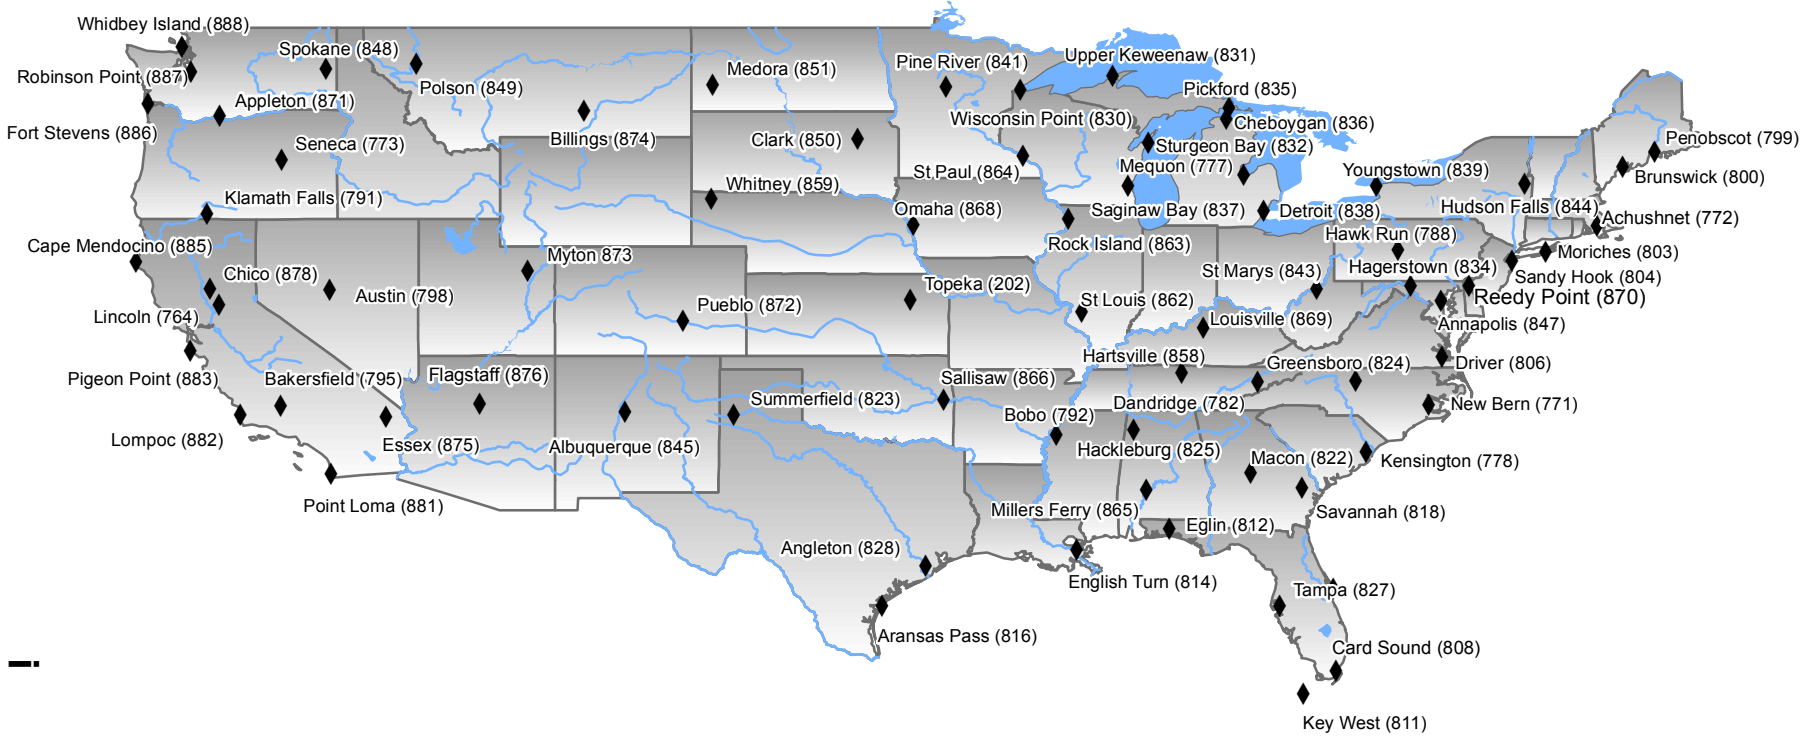 Whidbey Island (888)
Spokane (848)
Robinson Point (887)
Polson (849)
Medora (851)
Pine River (841)
Upper Keweenaw (831)
Pickford (835)
Appleton (871)
Fort Stevens (886)
Billings (874)
Clark (850)
Wisconsin Point (830)
Cheboygan (836)
Penobscot (799)
Seneca (773)
Sturgeon Bay (832)
Mequon (777)
St Paul (864)
Youngstown (839)
Brunswick (800)
Klamath Falls (791)
Whitney (859)
Omaha (868)
Saginaw Bay (837)
Detroit (838)
Hudson Falls (844)
Achushnet (772)
Cape Mendocino (885)
Rock Island (863)
Hawk Run (788)
Moriches (803)
Myton 873
Chico (878)
St Marys (843)
Hagerstown (834)
Sandy Hook (804)
Austin (798)
Topeka (202)
Reedy Point (870)
Pueblo (872)
St Louis (862)
Lincoln (764)
Louisville (869)
Annapolis (847)
Hartsville (858)
Greensboro (824)
Driver (806)
Pigeon Point (883)
Bakersfield (795)
Flagstaff (876)
Sallisaw (866)
Summerfield (823)
Dandridge (782)
New Bern (771)
Bobo (792)
Lompoc (882)
Essex (875)
Albuquerque (845)
Hackleburg (825)
Macon (822)
Kensington (778)
Point Loma (881)
Millers Ferry (865)
Savannah (818)
Eglin (812)
Angleton (828)
English Turn (814)
Tampa (827)
Aransas Pass (816)
Card Sound (808)
Key West (811)